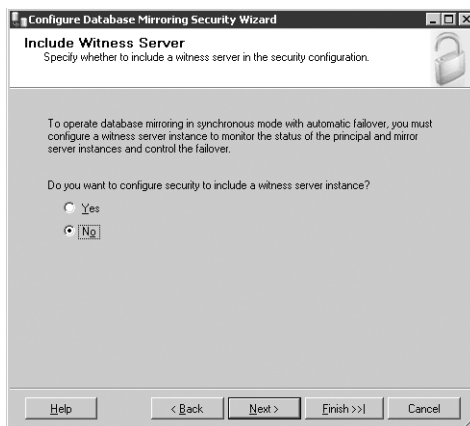 Configure Database Mirroring Security Wizard
Include Witness Server
Specify whether to include a witness server in the security configuration.
To operate database mirroring in synchronous mode with automatic failover, you must
configure a witness server instance to monitor the status of the principal and mirror
server instances and control the failover.
Do you want to configure security to include a witness server instance?
Yes
No
Help
< Back
Next >
Finish >>|
Cancel